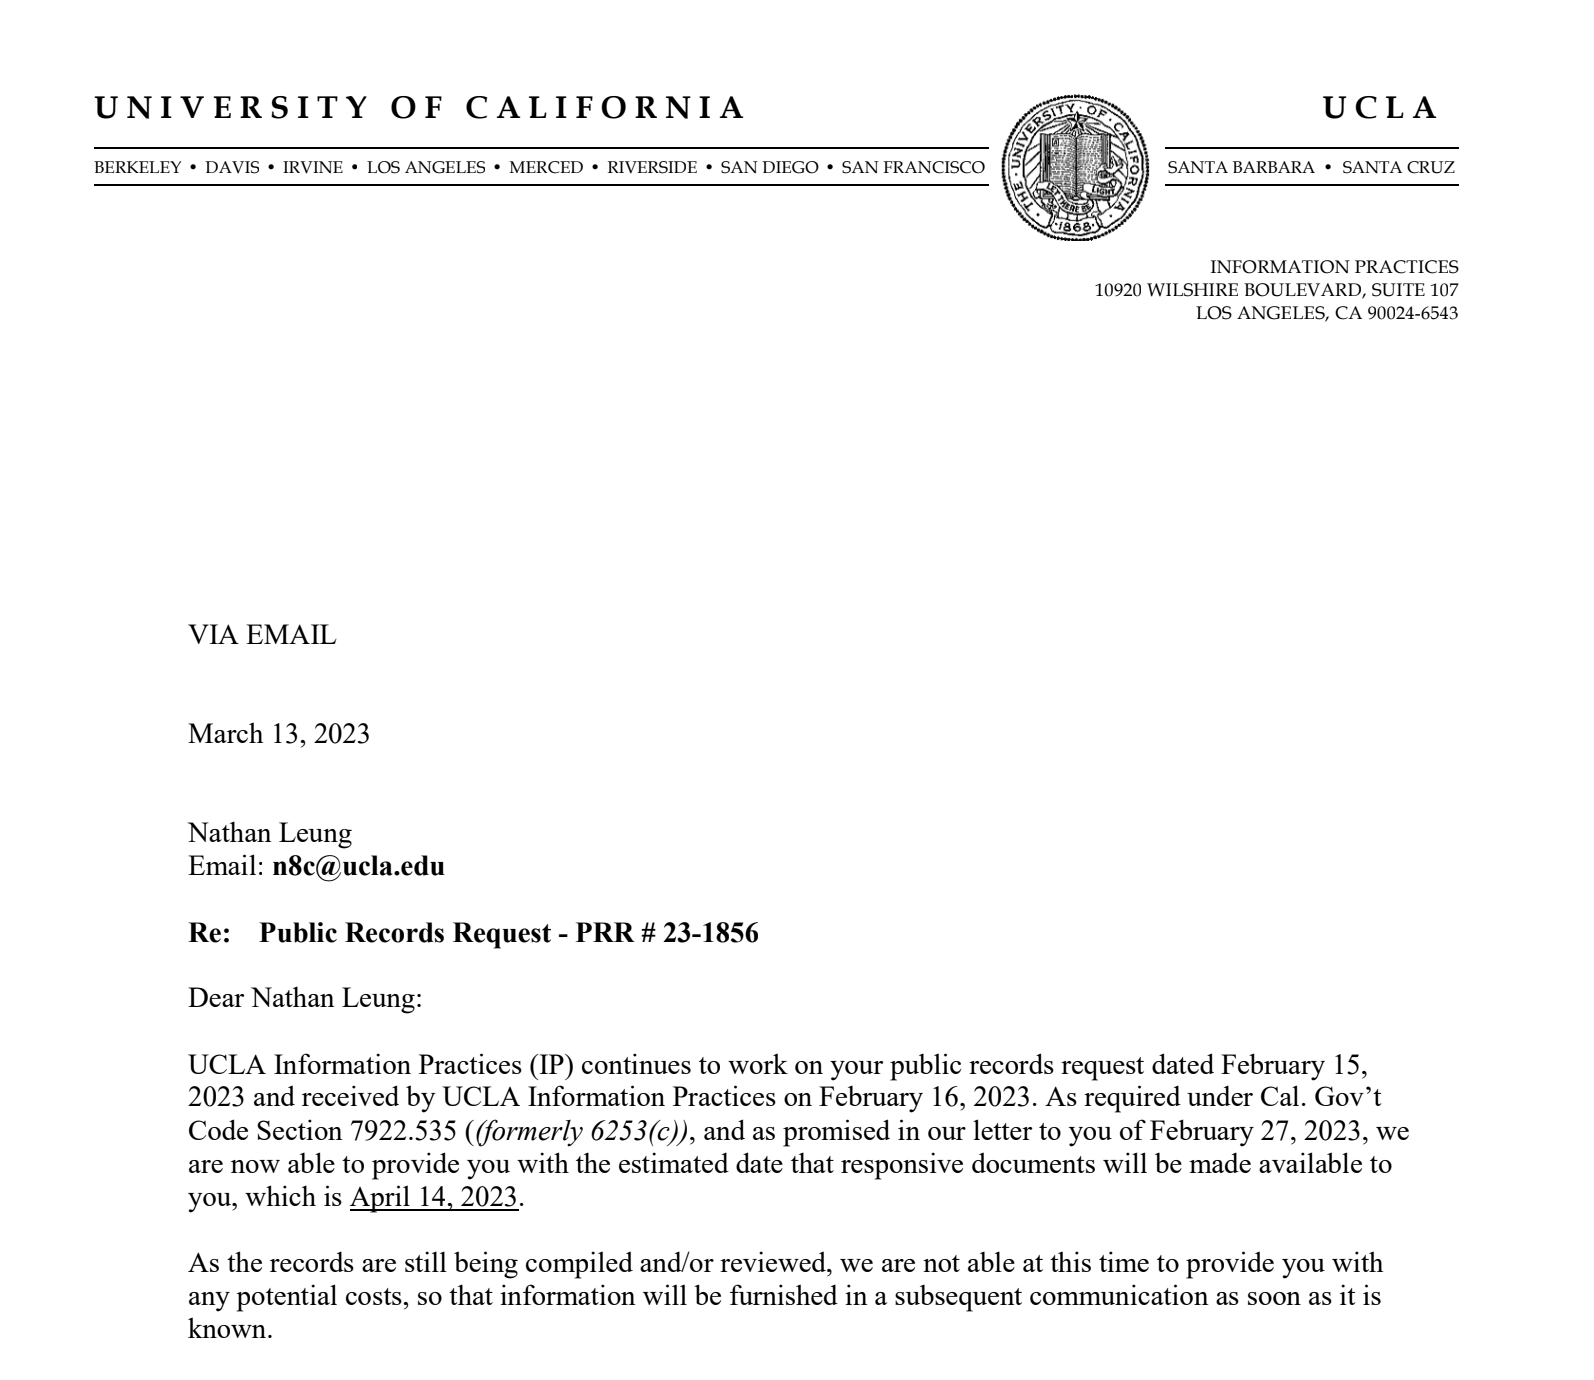 UNIVERSITY OF CALIFORNIA
UCLA
BERKELEY • DAVIS • IRVINE • LOS ANGELES • MERCED • RIVERSIDE • SAN DIEGO • SAN FRANCISCO
SANTA BARBARA • SANTA CRUZ
THE · UNIVERSITY · OF · CALIFORNIA ·
LET THERE BE LIGHT
· 1868 ·
INFORMATION PRACTICES
10920 WILSHIRE BOULEVARD, SUITE 107
LOS ANGELES, CA 90024-6543
VIA EMAIL
March 13, 2023
Nathan Leung
Email: n8c@ucla.edu
Re: Public Records Request - PRR # 23-1856
Dear Nathan Leung:
UCLA Information Practices (IP) continues to work on your public records request dated February 15,
2023 and received by UCLA Information Practices on February 16, 2023. As required under Cal. Gov’t
Code Section 7922.535 ((formerly 6253(c)), and as promised in our letter to you of February 27, 2023, we
are now able to provide you with the estimated date that responsive documents will be made available to
you, which is April 14, 2023.
As the records are still being compiled and/or reviewed, we are not able at this time to provide you with
any potential costs, so that information will be furnished in a subsequent communication as soon as it is
known.